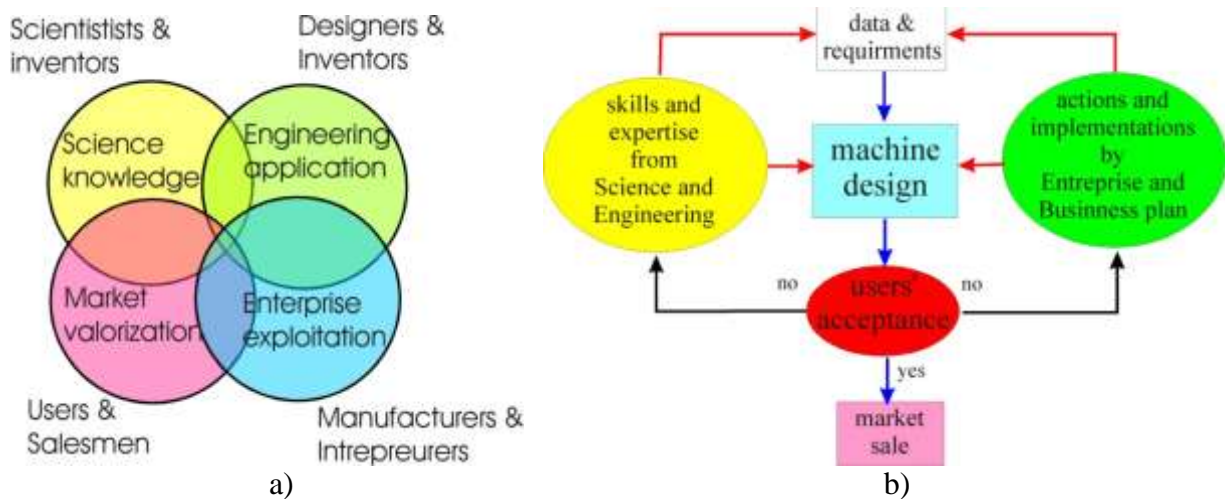 Scientistists &
inventors
Designers &
Inventors
Science
knowledge
Engineering
application
Market
valorization
Enterprise
exploitation
Users &
Salesmen
Manufacturers &
Intrepreurers
a)
data &
requirments
skills and
expertise
from
Science and
Engineering
machine
design
actions and
implementations
by
Entreprise and
Businness plan
no
users'
acceptance
no
yes
market
sale
b)